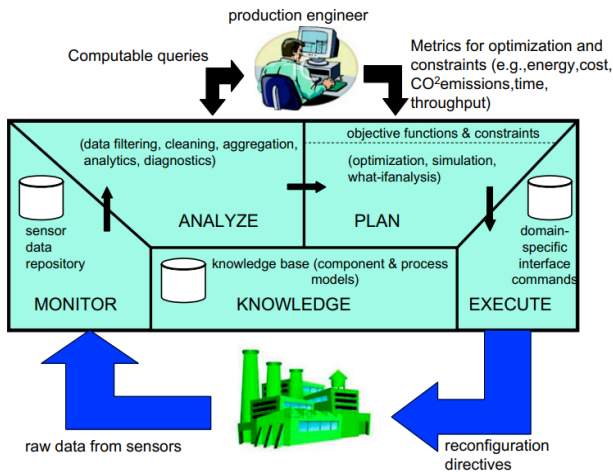 production engineer
Computable queries
Metrics for optimization and
constraints (e.g.,energy,cost,
CO²emissions,time,
throughput)
(data filtering, cleaning, aggregation,
analytics, diagnostics)
objective functions & constraints
(optimization, simulation,
what-ifanalysis)
ANALYZE
PLAN
sensor
data
repository
domain-
specific
interface
commands
knowledge base (component & process
models)
MONITOR
KNOWLEDGE
EXECUTE
raw data from sensors
reconfiguration
directives